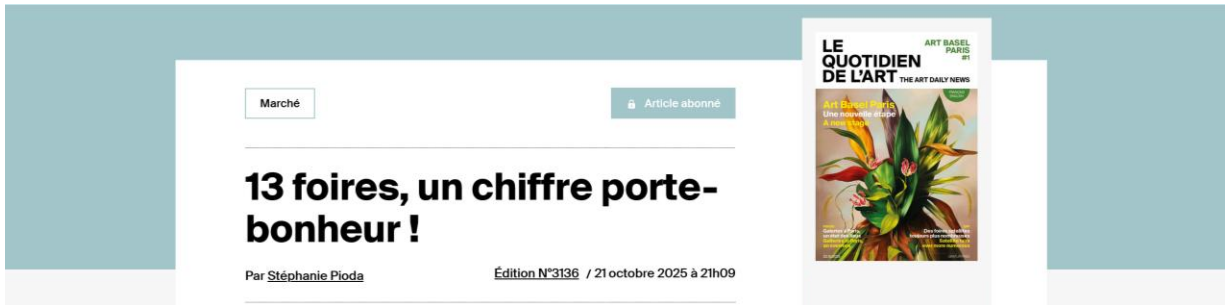 Marché
Article abonné
13 foires, un chiffre porte-
bonheur !
Par Stéphanie Pioda
Édition N°3136 / 21 octobre 2025 à 21h09
LE
QUOTIDIEN
DE L'ART THE ART DAILY NEWS
ART BASEL
PARIS
#1
Art Basel Paris
Une nouvelle étape
A new stage